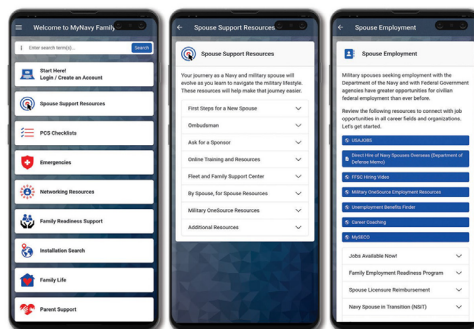 Welcome to MyNavy Family
Enter search term(s)...
Search
Start Here!
Login / Create an Account
Spouse Support Resources
PCS Checklists
Emergencies
Networking Resources
Family Readiness Support
Installation Search
Family Life
Parent Support
Spouse Support Resources
Spouse Support Resources
Your journey as a Navy and military spouse will
evolve as you learn to navigate the military lifestyle.
These resources will help make that journey easier.
First Steps for a New Spouse
Ombudsman
Ask for a Sponsor
Online Training and Resources
Fleet and Family Support Center
By Spouse, for Spouse Resources
Military OneSource Resources
Additional Resources
Spouse Employment
Spouse Employment
Military spouses seeking employment with the
Department of the Navy and with Federal Government
agencies have greater opportunities for civilian
federal employment than ever before.
Review the following resources to connect with job
opportunities in all career fields and organizations.
Let's get started.
USAJOBS
Direct Hire of Navy Spouses Overseas (Department of
Defense Memo)
FFSC Hiring Video
Military OneSource Employment Resources
Unemployment Benefits Finder
Career Coaching
MySECO
Jobs Available Now!
Family Employment Readiness Program
Spouse Licensure Reimbursement
Navy Spouse in Transition (NSIT)